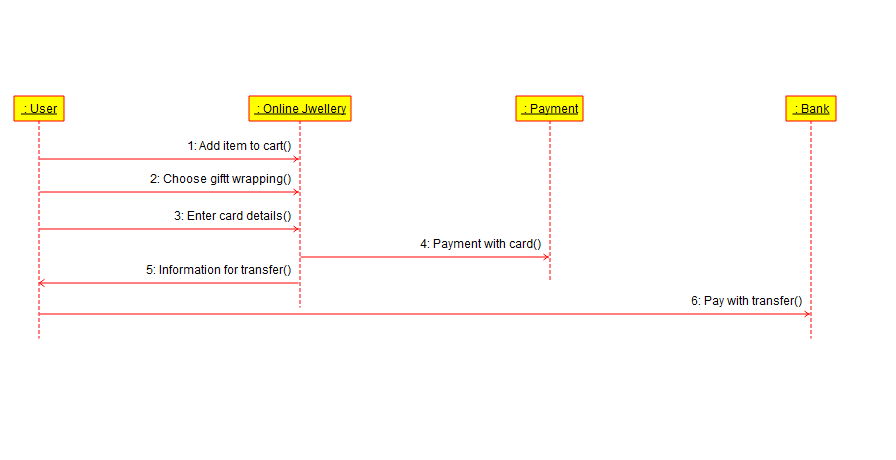 : User
: Online Jwellery
: Payment
: Bank
1: Add item to cart()
2: Choose giftt wrapping()
3: Enter card details()
4: Payment with card()
5: Information for transfer()
6: Pay with transfer()